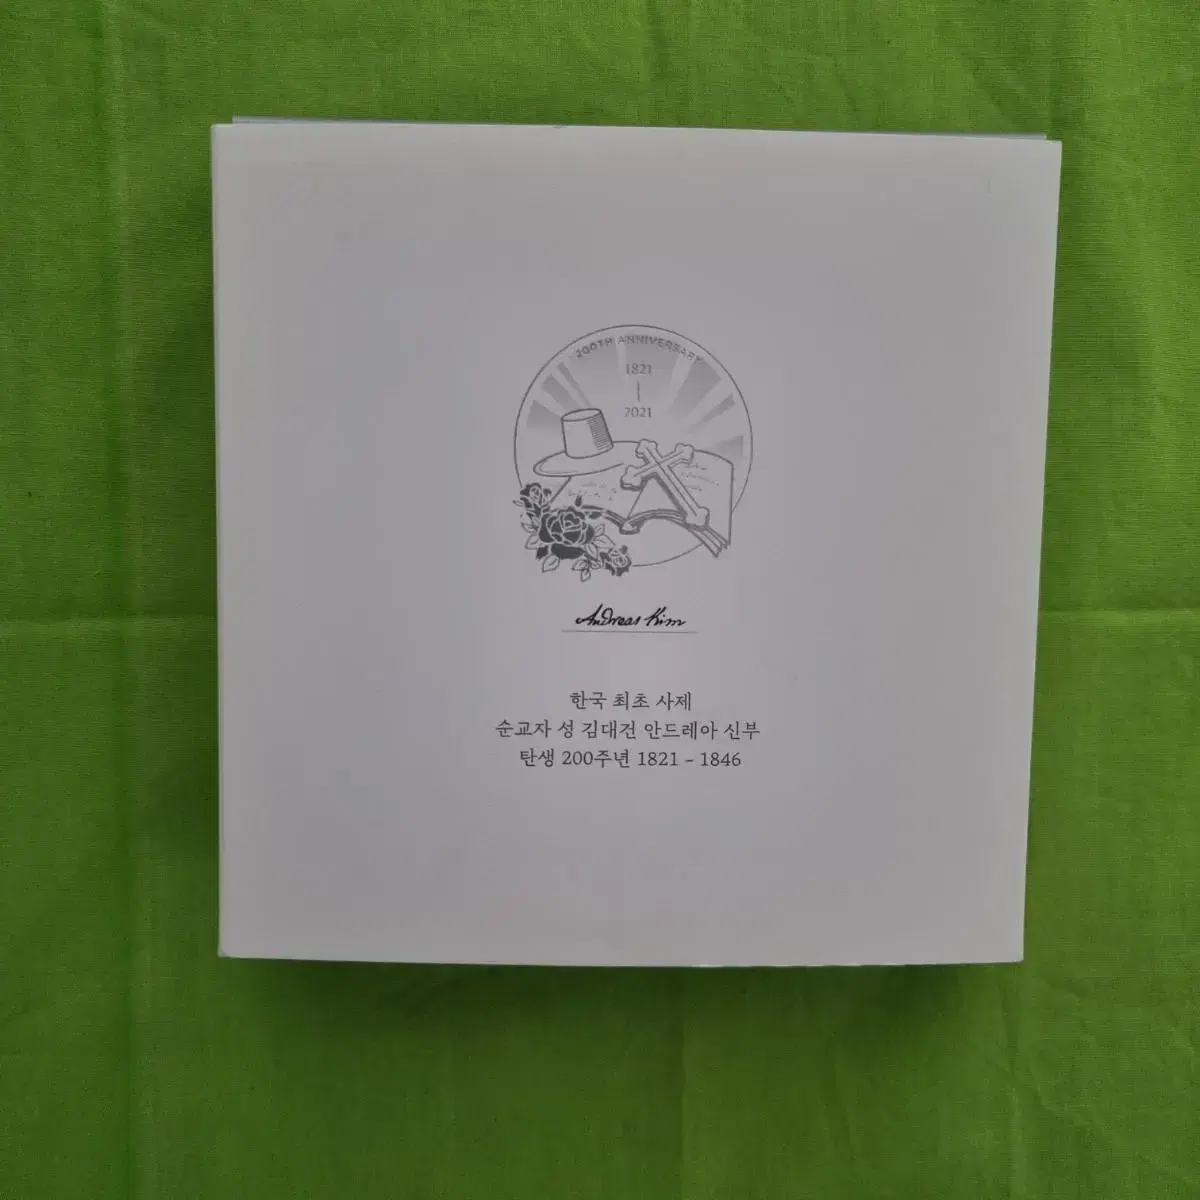 200TH ANNIVERSARY
1821
2021
Andreas Kim
한국 최초 사제
순교자 성 김대건 안드레아 신부
탄생 200주년 1821 - 1846